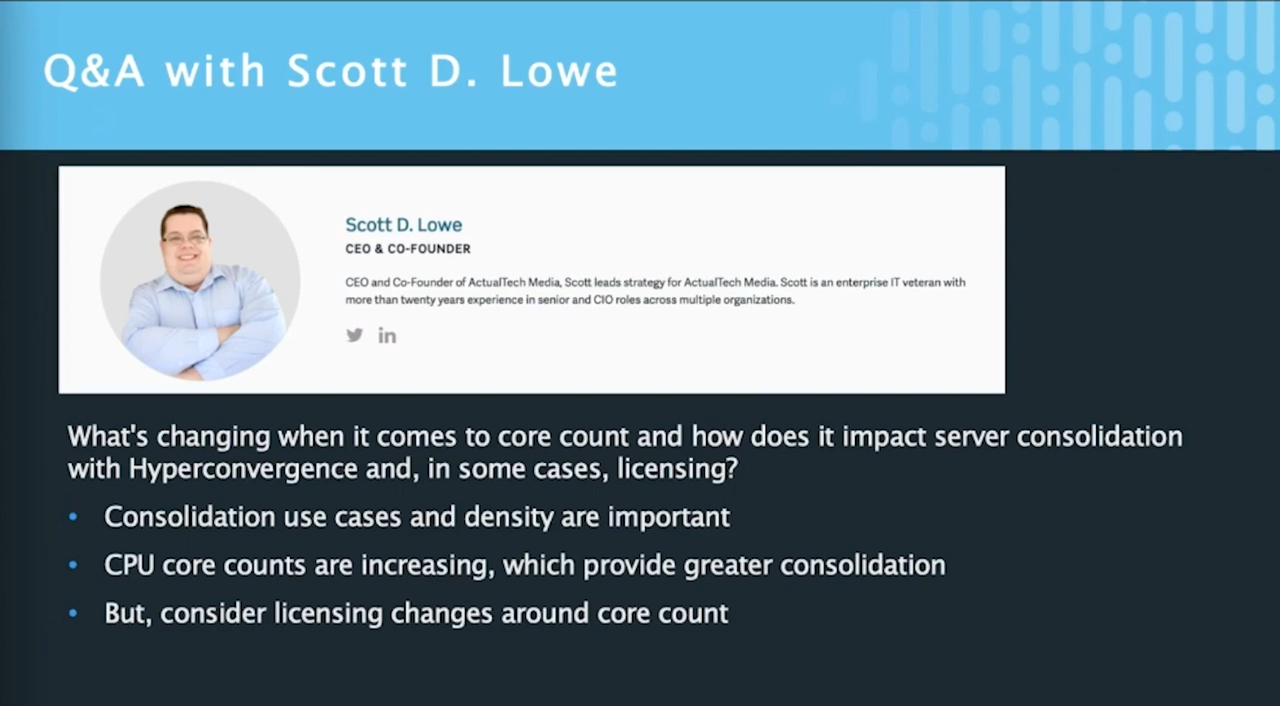 Q&A with Scott D. Lowe
Scott D. Lowe
CEO & CO-FOUNDER
CEO and Co-Founder of ActualTech Media, Scott leads strategy for ActualTech Media. Scott is an enterprise IT veteran with
more than twenty years experience in senior and CIO roles across multiple organizations.
in
What's changing when it comes to core count and how does it impact server consolidation
with Hyperconvergence and, in some cases, licensing?
• Consolidation use cases and density are important
• CPU core counts are increasing, which provide greater consolidation
• But, consider licensing changes around core count